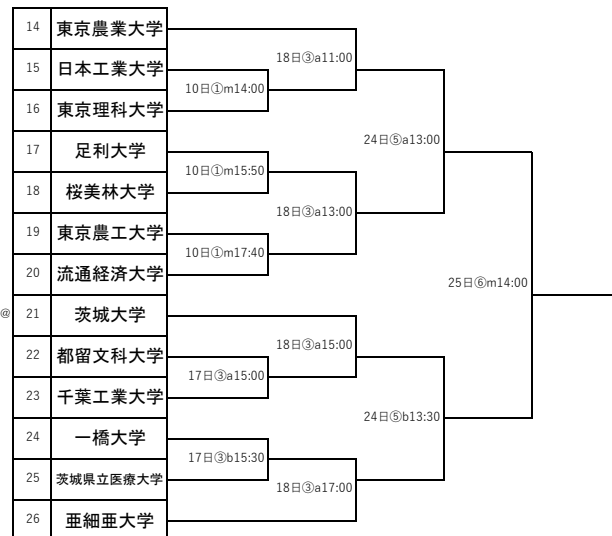 14 東京農業大学
18日③a11:00
15 日本工業大学
10日①m14:00
16 東京理科大学
24日⑤a13:00
17 足利大学
10日①m15:50
18 桜美林大学
18日③a13:00
19 東京農工大学
10日①m17:40
20 流通経済大学
25日⑥m14:00
@ 21 茨城大学
18日③a15:00
22 都留文科大学
17日③a15:00
23 千葉工業大学
24日⑤b13:30
24 一橋大学
17日③b15:30
25 茨城県立医療大学
18日③a17:00
26 亜細亜大学